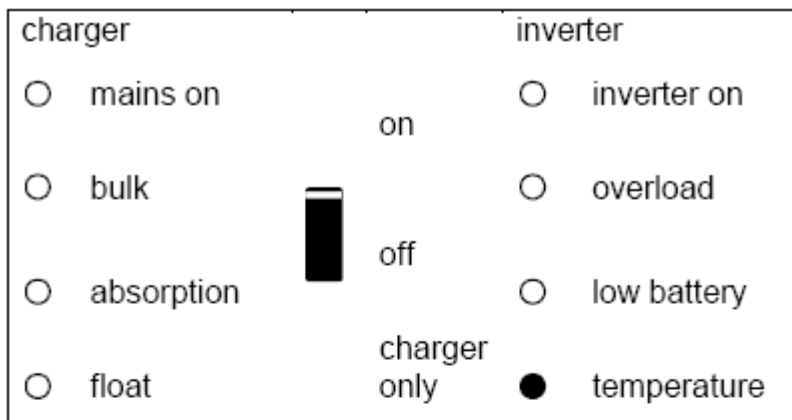 charger
inverter
mains on
inverter on
on
bulk
overload
off
absorption
low battery
charger
only
float
temperature